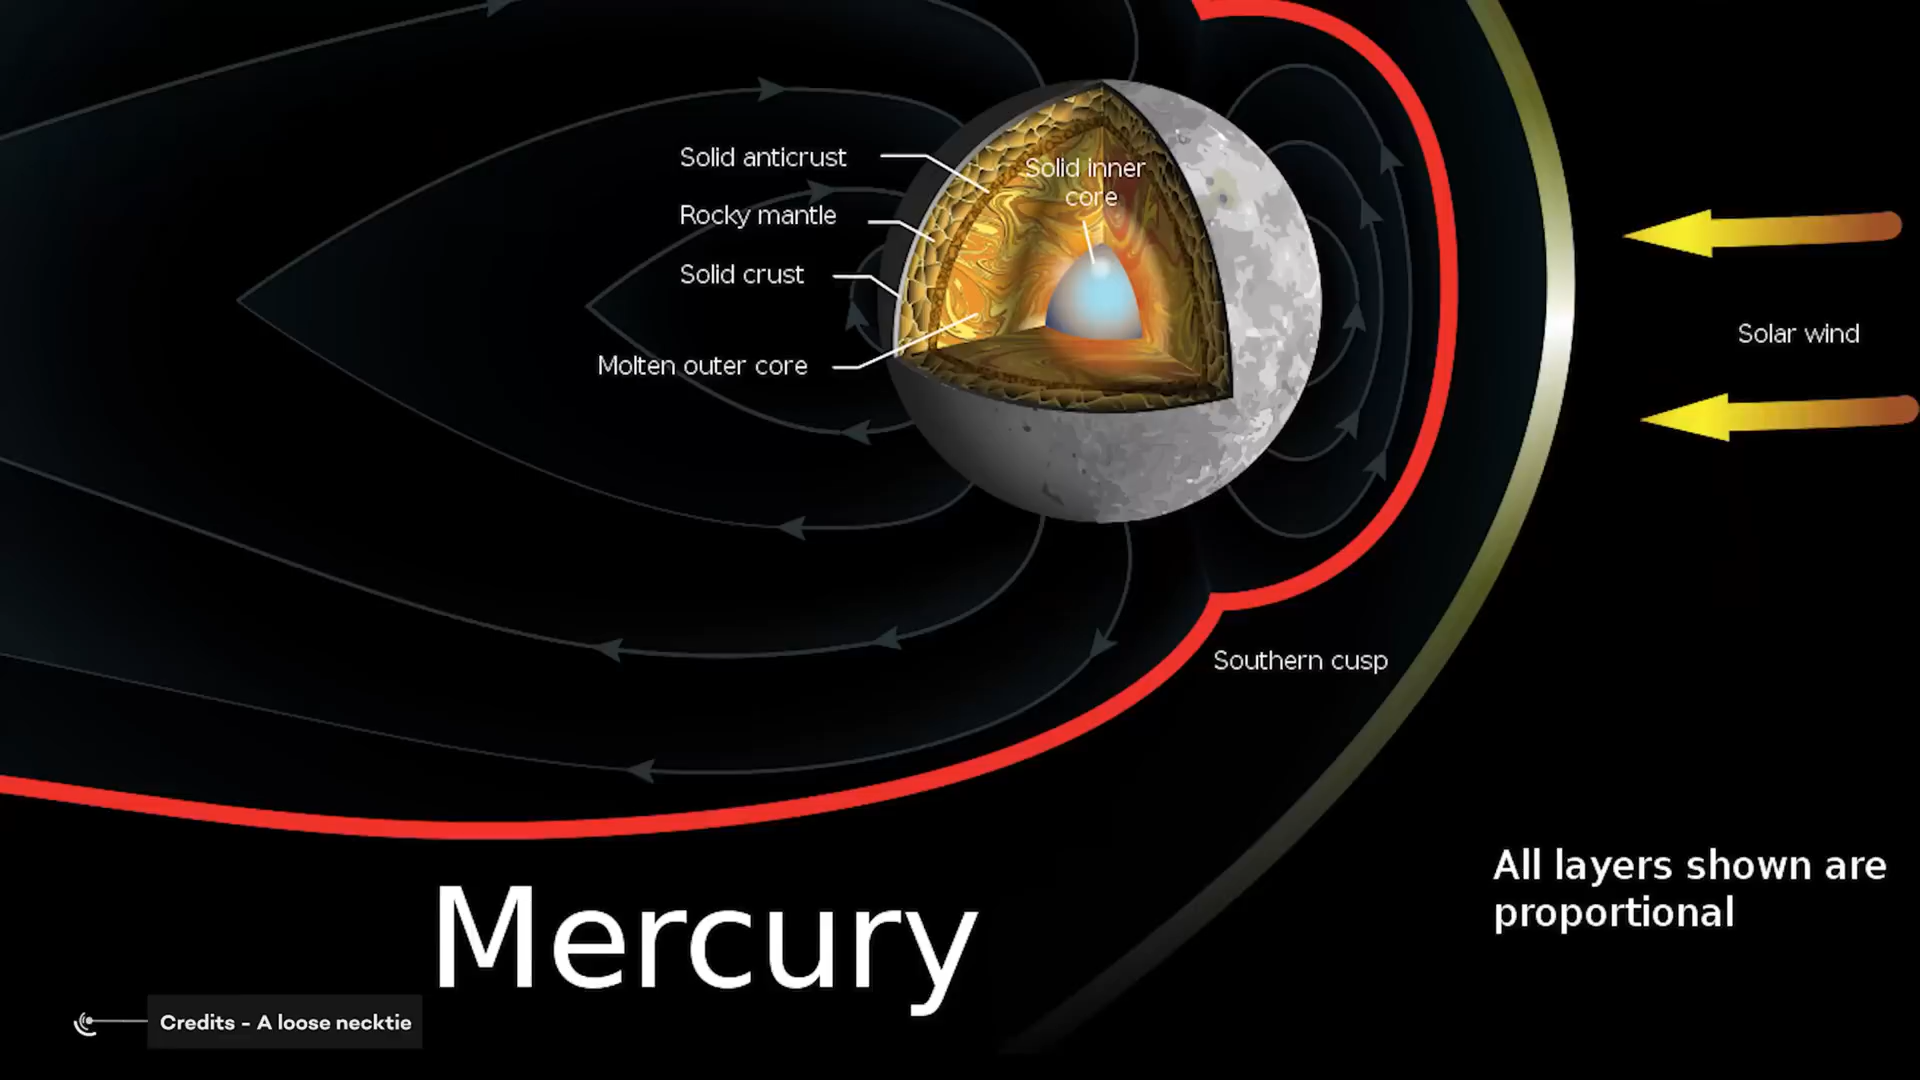 Solid anticrust
Rocky mantle
Solid crust
Molten outer core
Solid inner
core
Solar wind
Southern cusp
All layers shown are
proportional
Mercury
Credits - A loose necktie